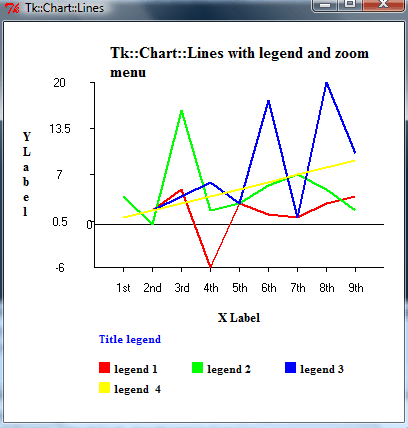 Tk::Chart::Lines
Tk::Chart::Lines with legend and zoom
menu
Y
L
a
b
e
l
20
13.5
7
0.5
0
-6
1st 2nd 3rd 4th 5th 6th 7th 8th 9th
X Label
Title legend
legend 1 legend 2 legend 3
legend 4